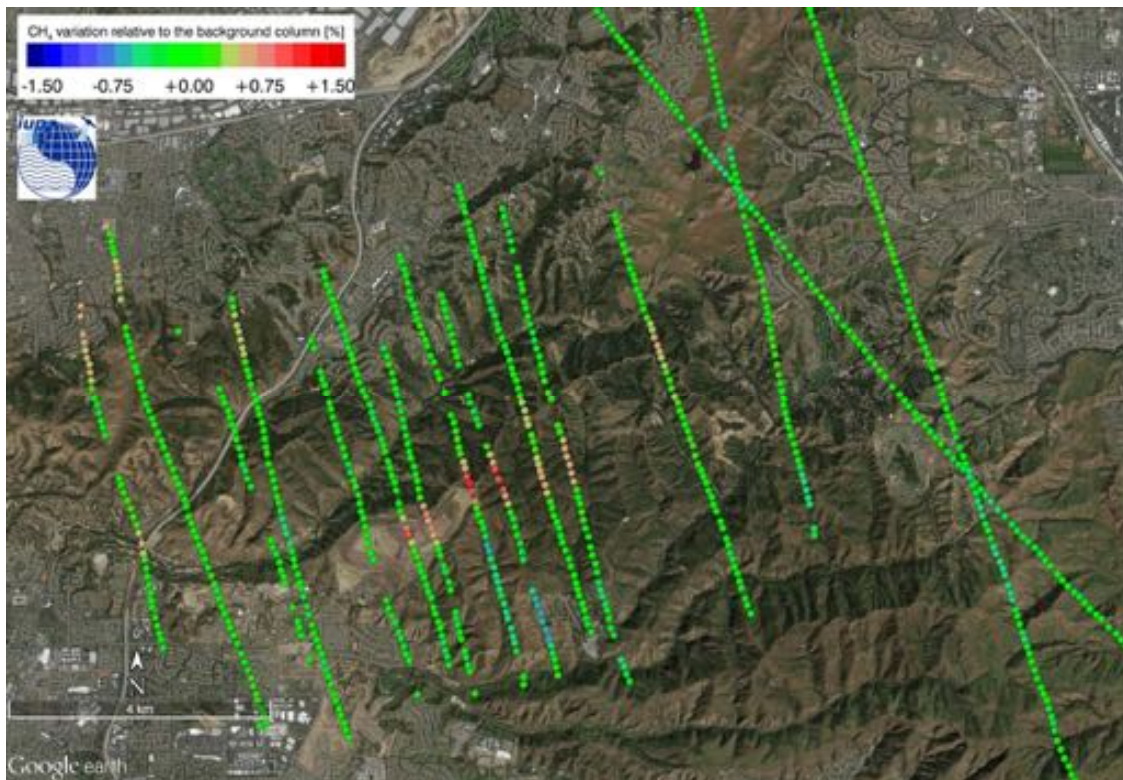 CH₄ variation relative to the background column [%]
-1.50 -0.75 +0.00 +0.75 +1.50
iup
N
4 km
Google earth